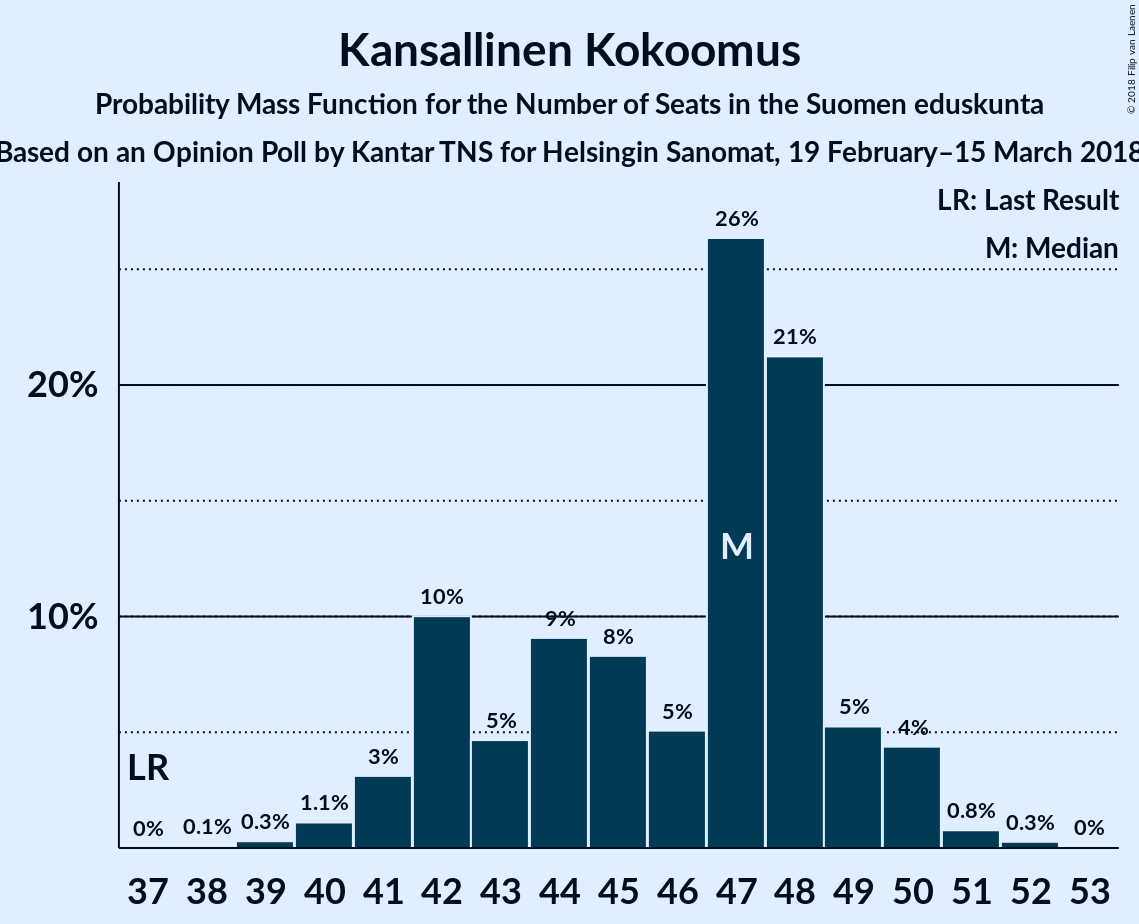 Kansallinen Kokoomus
Probability Mass Function for the Number of Seats in the Suomen eduskunta
Based on an Opinion Poll by Kantar TNS for Helsingin Sanomat, 19 February–15 March 2018
© 2018 Filip van Laenen
LR: Last Result
M: Median
26%
21%
20%
M
10%
10%
9%
8%
5%
5%
5%
4%
3%
LR
1.1%
0.8%
0.3%
0.3%
0.1%
0%
0%
37 38 39 40 41 42 43 44 45 46 47 48 49 50 51 52 53